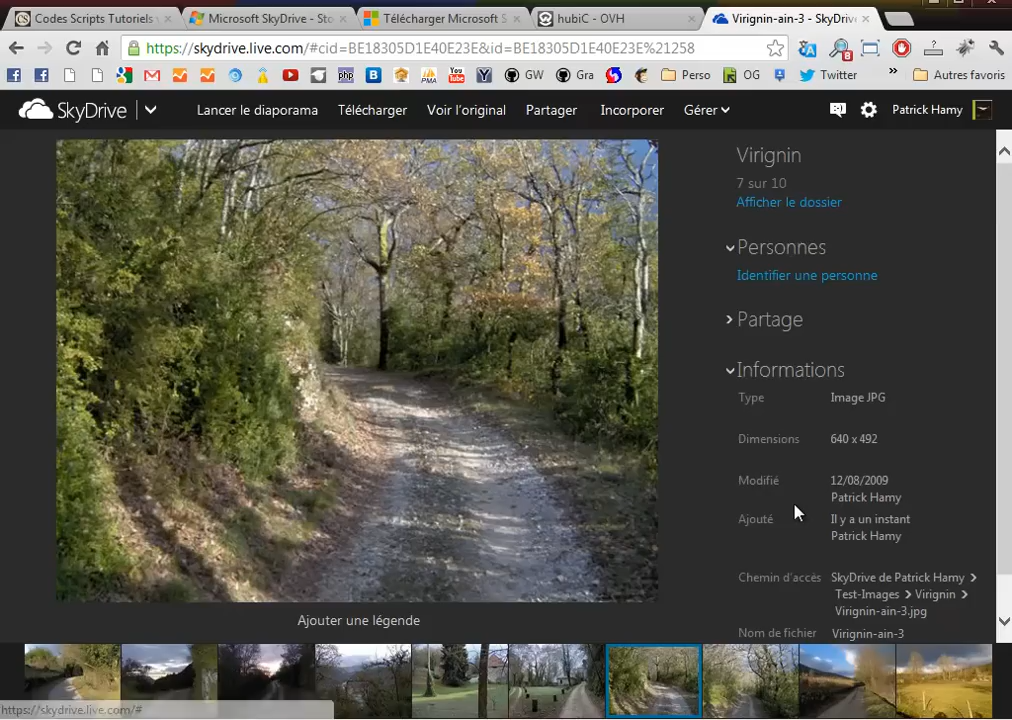 Codes Scripts Tutoriels
Microsoft SkyDrive - Sto
Télécharger Microsoft S
hubiC - OVH
Virignin-ain-3 - SkyDriv
https://skydrive.live.com/#cid=BE18305D1E40E23E&id=BE18305D1E40E23E%21258
php
PMA
You Tube
GW
Gra
Perso
OG
Twitter
»
Autres favoris
SkyDrive
Lancer le diaporama
Télécharger
Voir l'original
Partager
Incorporer
Gérer
Patrick Hamy
Virignin
7 sur 10
Afficher le dossier
Personnes
Identifier une personne
Partage
Informations
Type Image JPG
Dimensions 640 x 492
Modifié 12/08/2009
Patrick Hamy
Ajouté Il y a un instant
Patrick Hamy
Chemin d'accès SkyDrive de Patrick Hamy >
Test-Images > Virignin >
Virignin-ain-3.jpg
Nom de fichier Virignin-ain-3
Ajouter une légende
https://skydrive.live.com/#